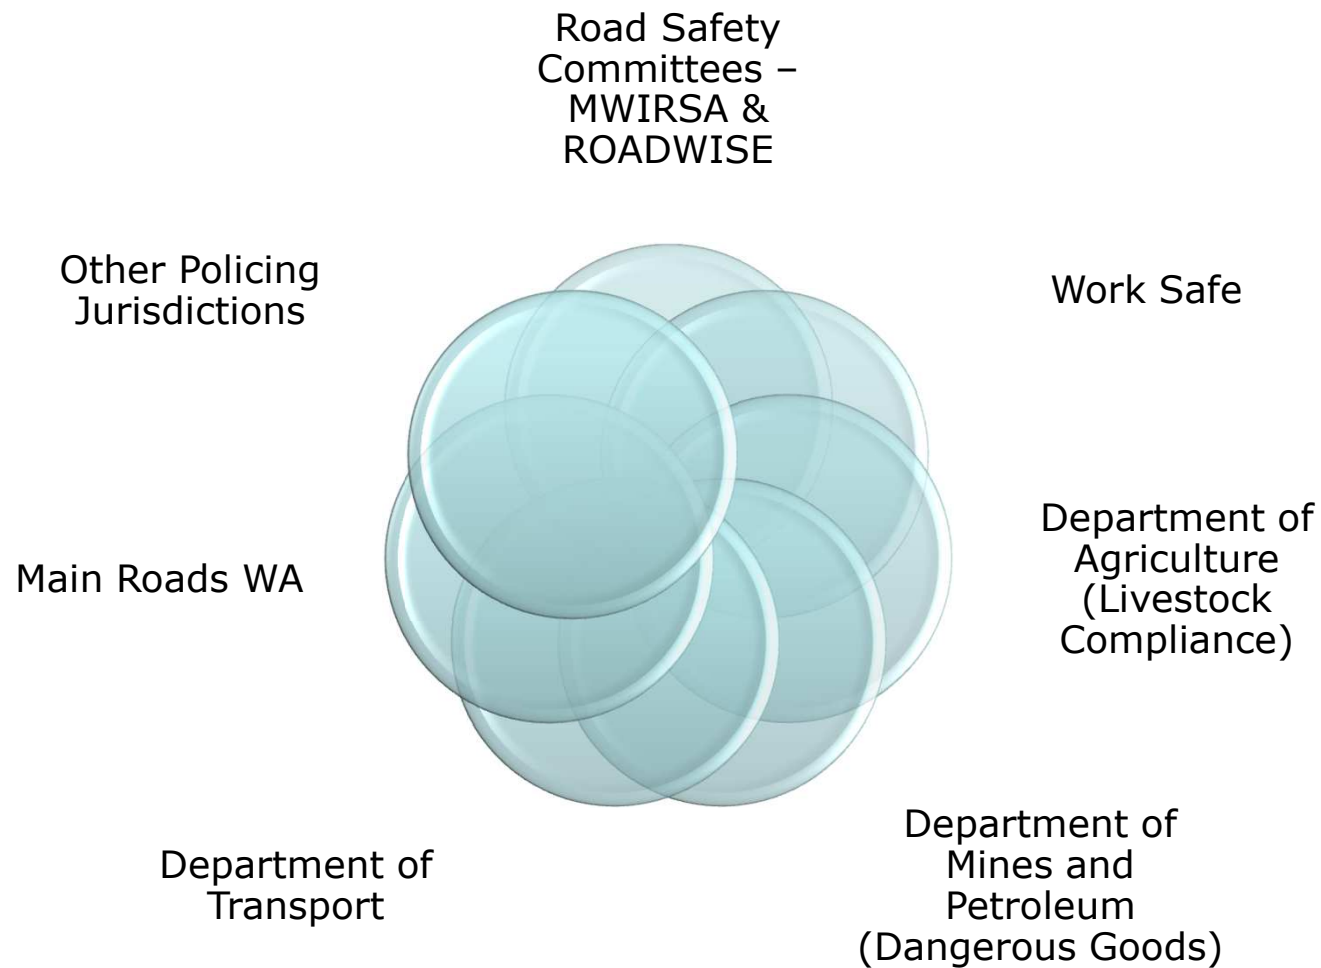 Road Safety
Committees –
MWIRSA &
ROADWISE
Other Policing
Jurisdictions
Work Safe
Main Roads WA
Department of
Agriculture
(Livestock
Compliance)
Department of
Transport
Department of
Mines and
Petroleum
(Dangerous Goods)